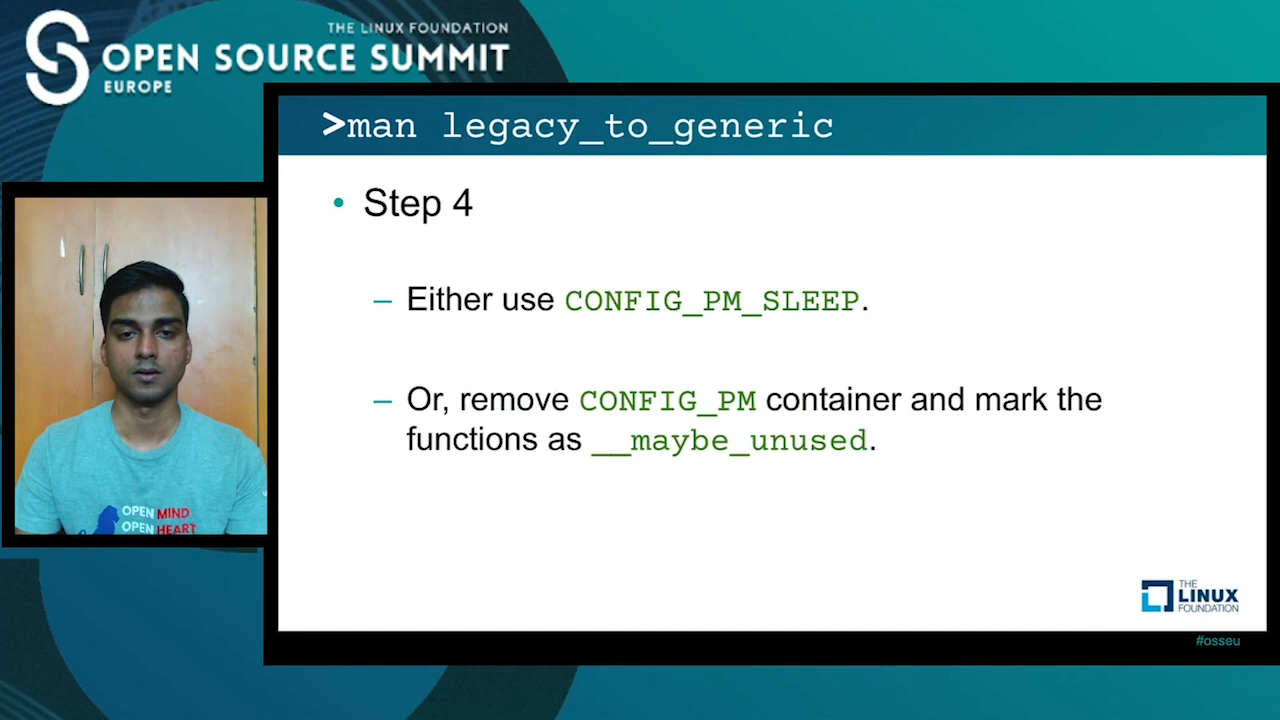 THE LINUX FOUNDATION
OPEN SOURCE SUMMIT
EUROPE
>man legacy_to_generic
• Step 4
– Either use CONFIG_PM_SLEEP.
– Or, remove CONFIG_PM container and mark the
functions as __maybe_unused.
OPEN MIND
OPEN HEART
THE
LINUX
FOUNDATION
#osseu